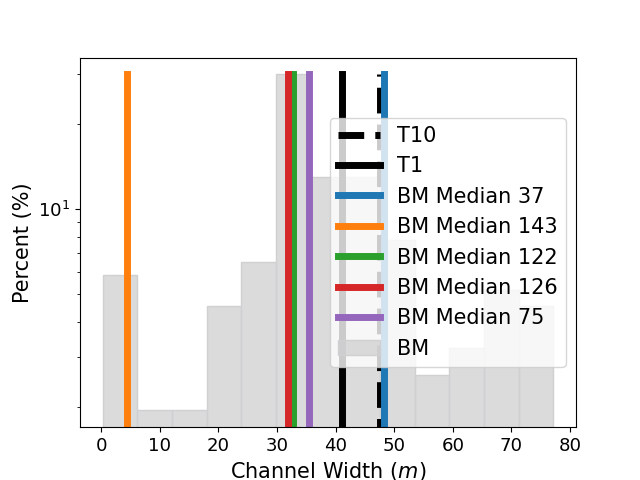 T10
T1
BM Median 37
BM Median 143
BM Median 122
BM Median 126
BM Median 75
BM
Percent (%)
10¹
0 10 20 30 40 50 60 70 80
Channel Width (m)